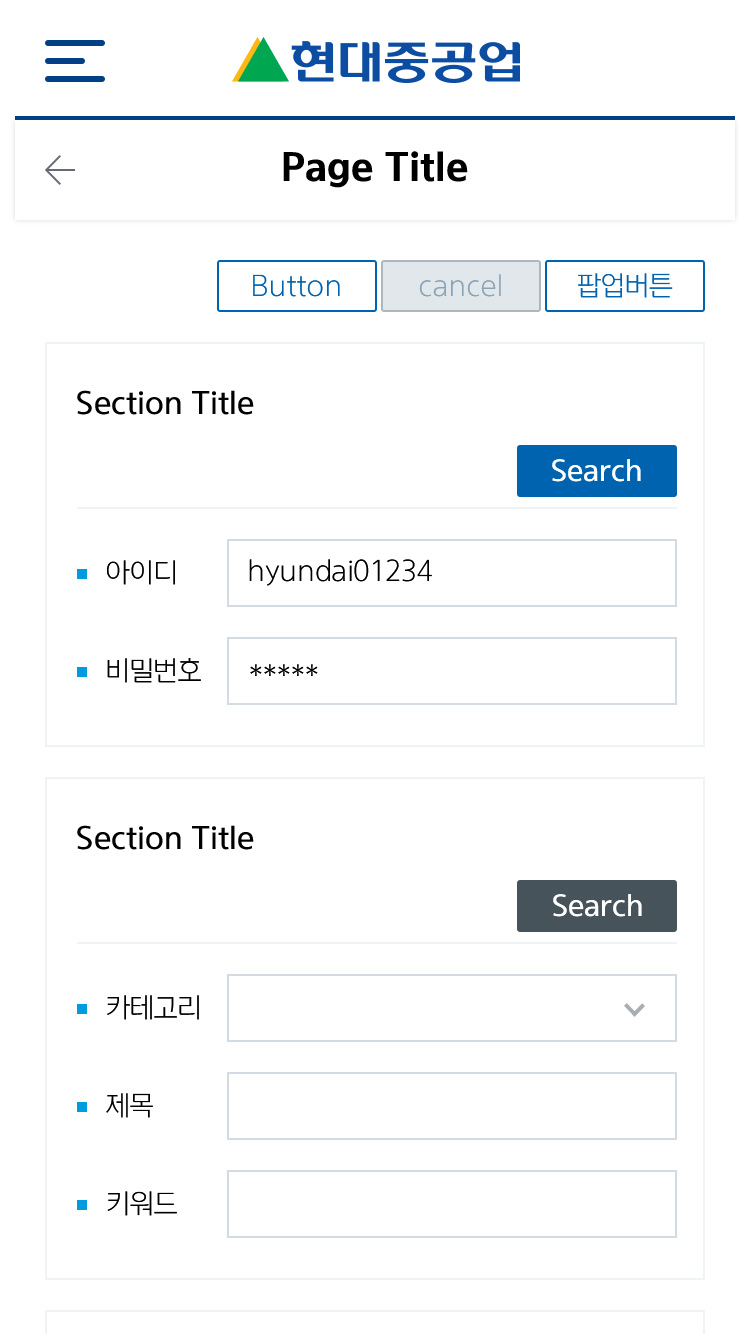 현대중공업
Page Title
Button cancel 팝업버튼
Section Title
Search
아이디 hyundai01234
비밀번호 *****
Section Title
Search
카테고리
제목
키워드